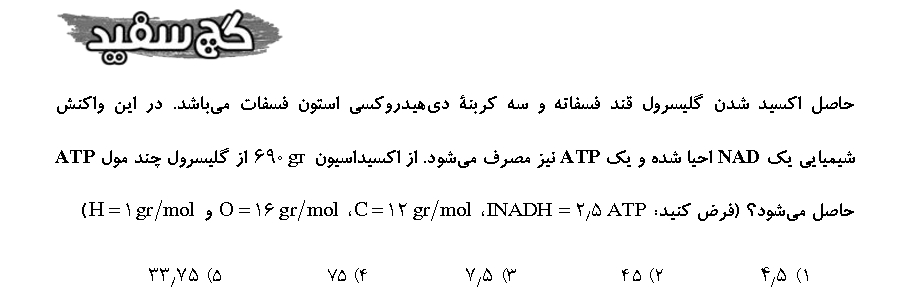 گچ سفید
حاصل اکسید شدن گلیسرول قند فسفاته و سه کربنهٔ دی‌هیدروکسی استون فسفات می‌باشد. در این واکنش
شیمیایی یک NAD احیا شده و یک ATP نیز مصرف می‌شود. از اکسیداسیون ۶۹۰ gr از گلیسرول چند مول ATP
حاصل می‌شود؟ (فرض کنید: 1NADH = ۲٫۵ ATP، C = ۱۲ gr/mol، O = ۱۶ gr/mol و H = ۱ gr/mol)
۱) ۴٫۵ ۲) ۴۵ ۳) ۷٫۵ ۴) ۷۵ ۵) ۳۳٫۷۵